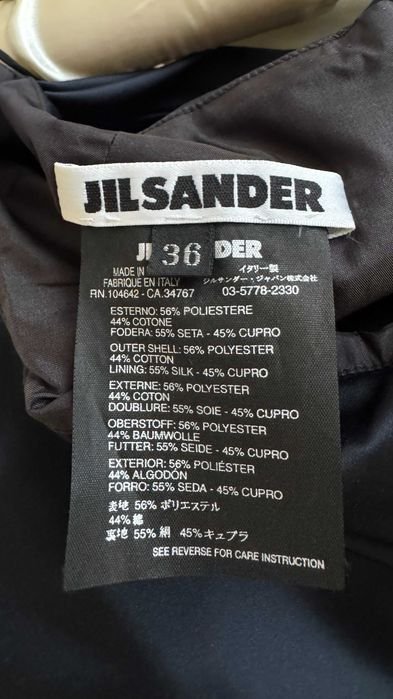 JIL SANDER
36
DER
MADE IN イタリー製
FABRIQUE EN ITALY ジルサンダー・ジャパン株式会社
RN.104642 - CA.34767 03-5778-2330
ESTERNO: 56% POLIESTERE
44% COTONE
FODERA: 55% SETA - 45% CUPRO
OUTER SHELL: 56% POLYESTER
44% COTTON
LINING: 55% SILK - 45% CUPRO
EXTERNE: 56% POLYESTER
44% COTON
DOUBLURE: 55% SOIE - 45% CUPRO
OBERSTOFF: 56% POLYESTER
44% BAUMWOLLE
FUTTER: 55% SEIDE - 45% CUPRO
EXTERIOR: 56% POLIÉSTER
44% ALGODÓN
FORRO: 55% SEDA - 45% CUPRO
表地 56% ポリエステル
44% 綿
裏地 55% 絹 45% キュプラ
SEE REVERSE FOR CARE INSTRUCTION